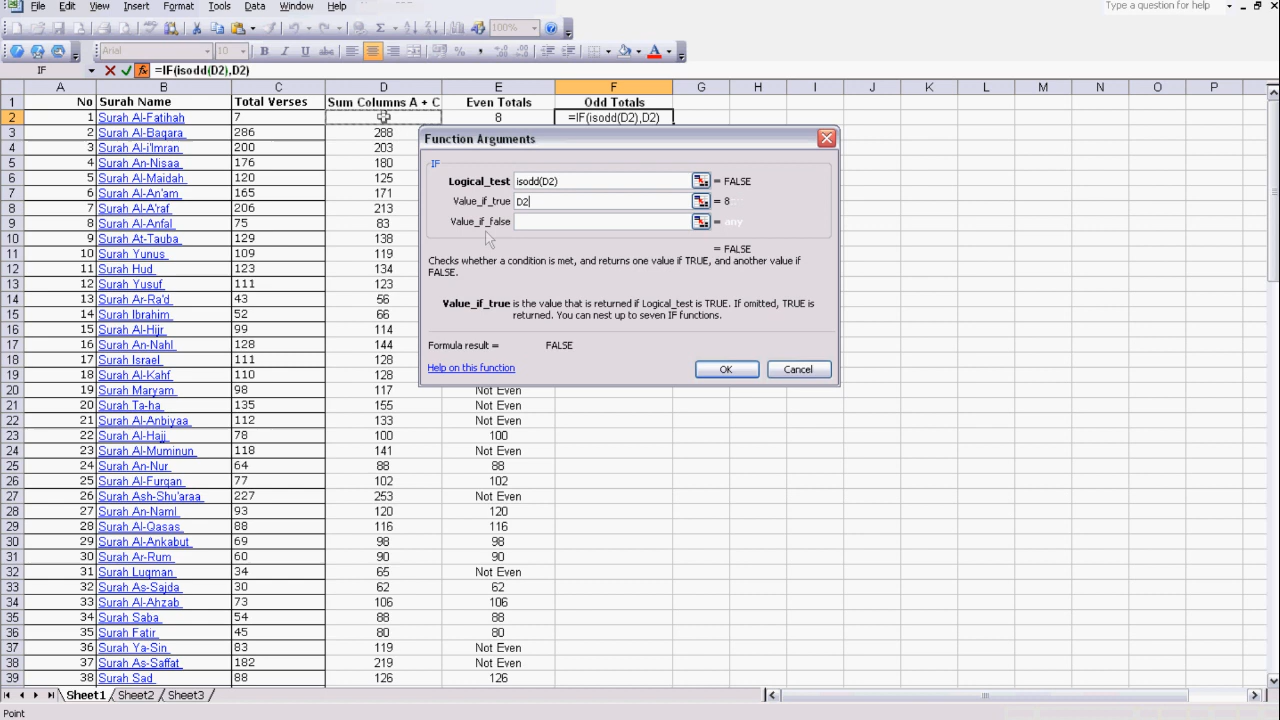 File Edit View Insert Format Tools Data Window Help Type a question for help
Arial 10 100%
IF =IF(isodd(D2),D2)
A B C D E F G H I J K L M N O P Q
1 No Surah Name Total Verses Sum Columns A + C Even Totals Odd Totals
2 1 Surah Al-Fatihah 7 8 =IF(isodd(D2),D2)
3 2 Surah Al-Baqara 286 288
4 3 Surah Al-i'Imran 200 203
5 4 Surah An-Nisaa 176 180
6 5 Surah Al-Maidah 120 125
7 6 Surah Al-An'am 165 171
8 7 Surah Al-A'raf 206 213
9 8 Surah Al-Anfal 75 83
10 9 Surah At-Tauba 129 138
11 10 Surah Yunus 109 119
12 11 Surah Hud 123 134
13 12 Surah Yusuf 111 123
14 13 Surah Ar-Ra'd 43 56
15 14 Surah Ibrahim 52 66
16 15 Surah Al-Hijr 99 114
17 16 Surah An-Nahl 128 144
18 17 Surah Israel 111 128
19 18 Surah Al-Kahf 110 128
20 19 Surah Maryam 98 117 Not Even
21 20 Surah Ta-ha 135 155 Not Even
22 21 Surah Al-Anbiyaa 112 133 Not Even
23 22 Surah Al-Hajj 78 100 100
24 23 Surah Al-Muminun 118 141 Not Even
25 24 Surah An-Nur 64 88 88
26 25 Surah Al-Furqan 77 102 102
27 26 Surah Ash-Shu'araa 227 253 Not Even
28 27 Surah An-Naml 93 120 120
29 28 Surah Al-Qasas 88 116 116
30 29 Surah Al-Ankabut 69 98 98
31 30 Surah Ar-Rum 60 90 90
32 31 Surah Luqman 34 65 Not Even
33 32 Surah As-Sajda 30 62 62
34 33 Surah Al-Ahzab 73 106 106
35 34 Surah Saba 54 88 88
36 35 Surah Fatir 45 80 80
37 36 Surah Ya-Sin 83 119 Not Even
38 37 Surah As-Saffat 182 219 Not Even
39 38 Surah Sad 88 126 126
Function Arguments
IF
Logical_test isodd(D2) = FALSE
Value_if_true D2 = 8
Value_if_false = any
= FALSE
Checks whether a condition is met, and returns one value if TRUE, and another value if
FALSE.
Value_if_true is the value that is returned if Logical_test is TRUE. If omitted, TRUE is
returned. You can nest up to seven IF functions.
Formula result = FALSE
Help on this function OK Cancel
Sheet1 Sheet2 Sheet3
Point